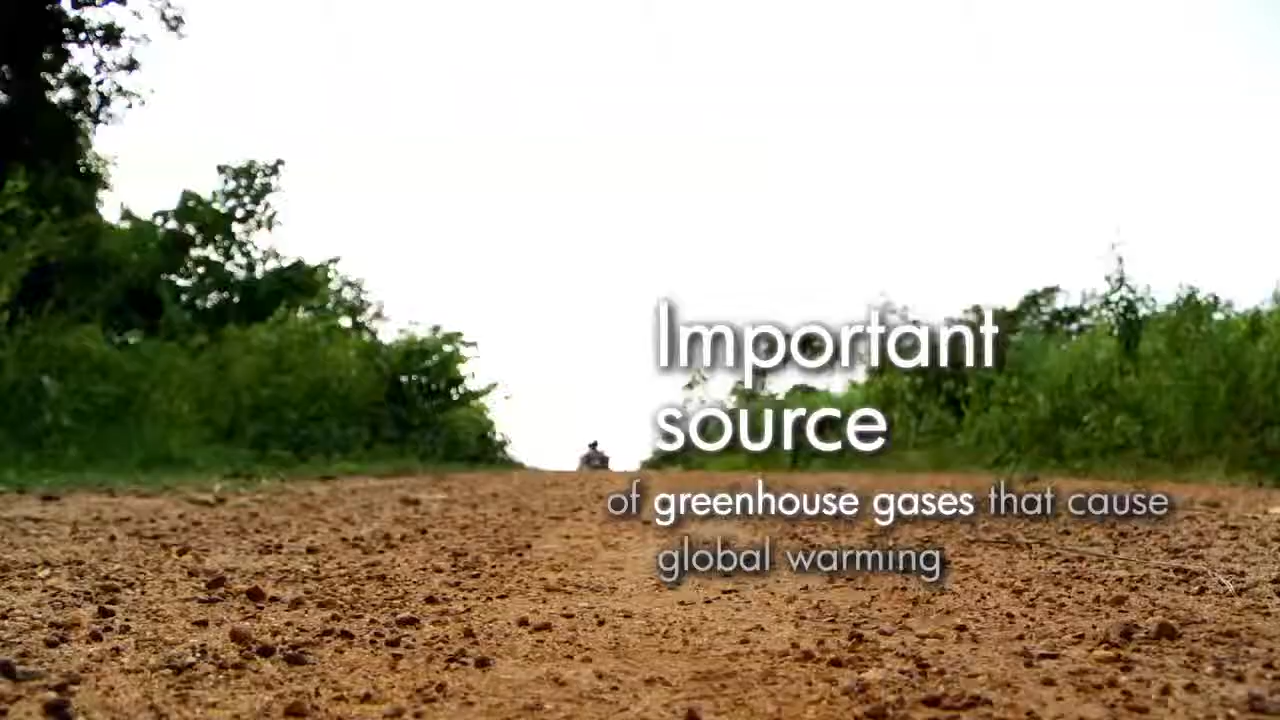 Important
source
of greenhouse gases that cause
global warming